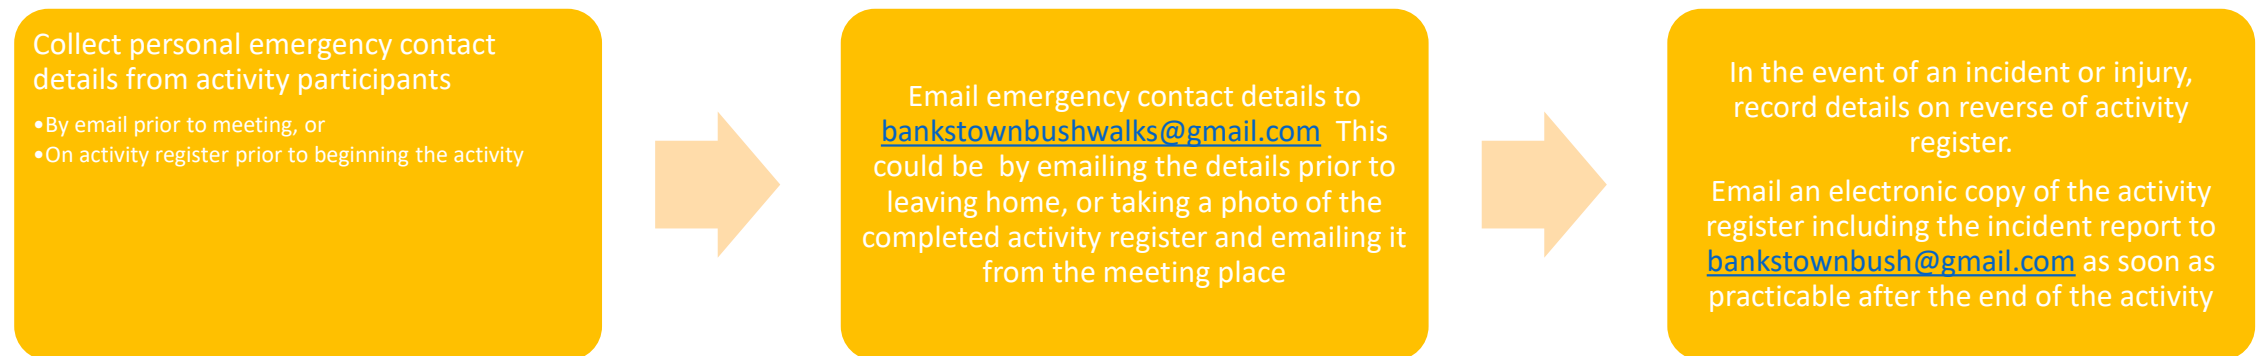 Collect personal emergency contact
details from activity participants
•By email prior to meeting, or
•On activity register prior to beginning the activity
Email emergency contact details to
bankstownbushwalks@gmail.com  This
could be  by emailing the details prior to
leaving home, or taking a photo of the
completed activity register and emailing it
from the meeting place
In the event of an incident or injury,
record details on reverse of activity
register.
Email an electronic copy of the activity
register including the incident report to
bankstownbush@gmail.com as soon as
practicable after the end of the activity